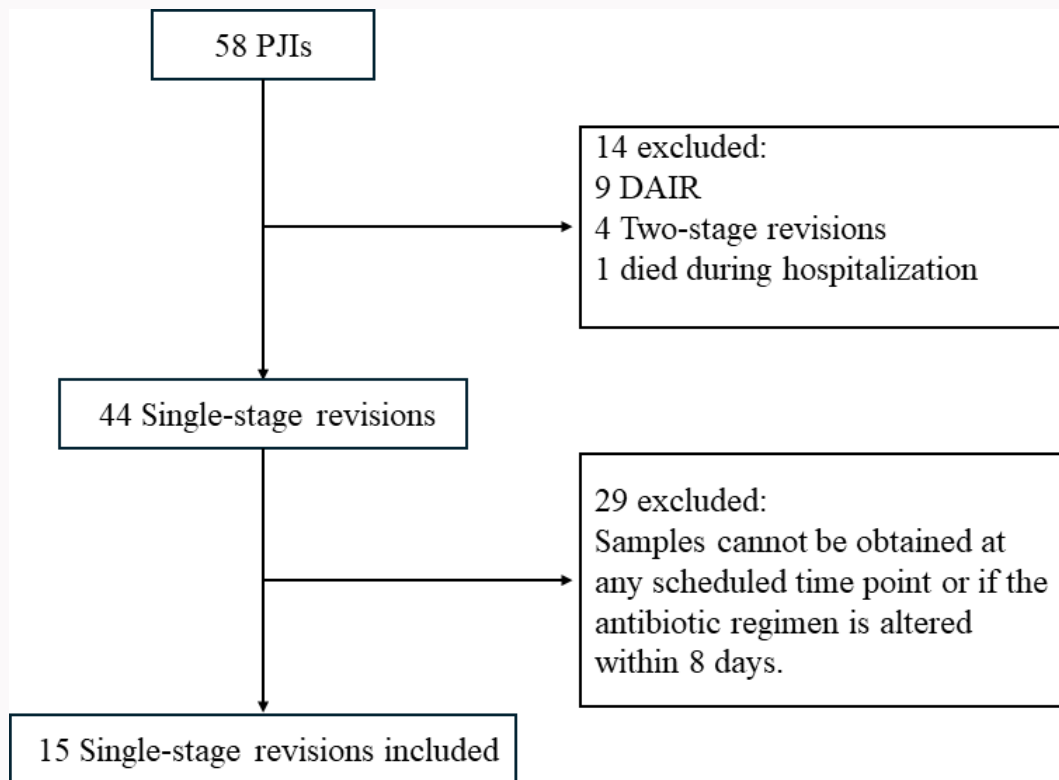 58 PJIs
14 excluded:
9 DAIR
4 Two-stage revisions
1 died during hospitalization
44 Single-stage revisions
29 excluded:
Samples cannot be obtained at
any scheduled time point or if the
antibiotic regimen is altered
within 8 days.
15 Single-stage revisions included